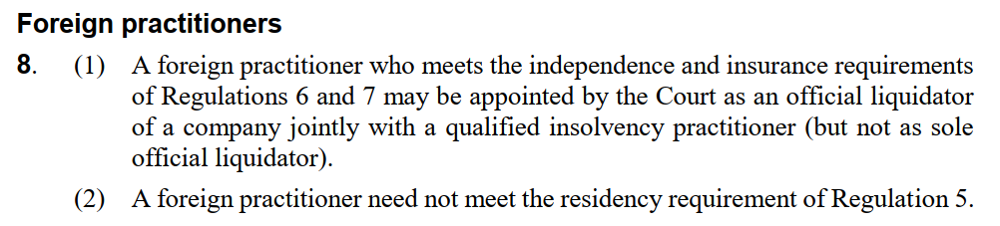 Foreign practitioners
8. (1) A foreign practitioner who meets the independence and insurance requirements
of Regulations 6 and 7 may be appointed by the Court as an official liquidator
of a company jointly with a qualified insolvency practitioner (but not as sole
official liquidator).
(2) A foreign practitioner need not meet the residency requirement of Regulation 5.